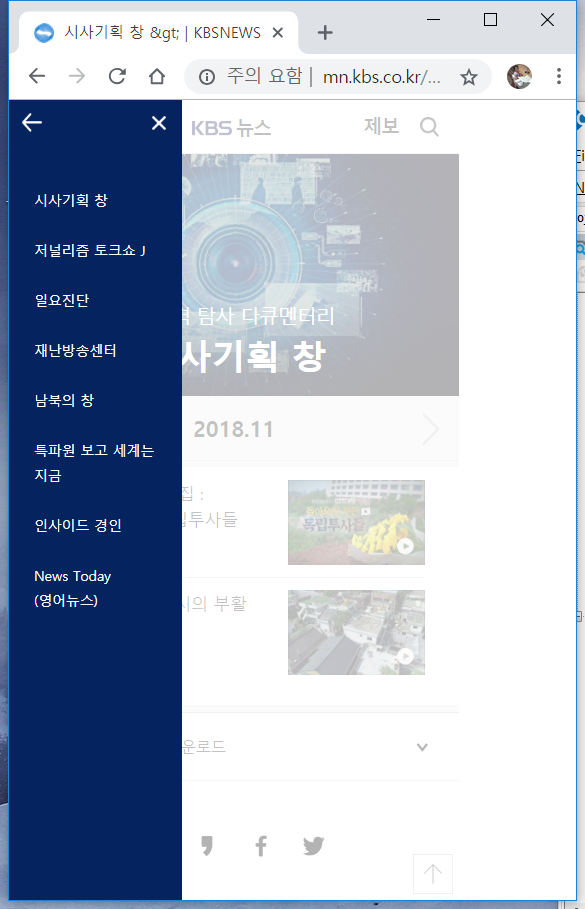 시사기획 창 &gt; | KBSNEWS
주의 요함 | mn.kbs.co.kr/...
KBS 뉴스
제보
시사기획 창
저널리즘 토크쇼 J
일요진단
재난방송센터
남북의 창
특파원 보고 세계는
지금
인사이드 경인
News Today
(영어뉴스)
탐사 다큐멘터리
사기획 창
2018.11
집 :
립투사들
독립투사들
시의 부활
운로드